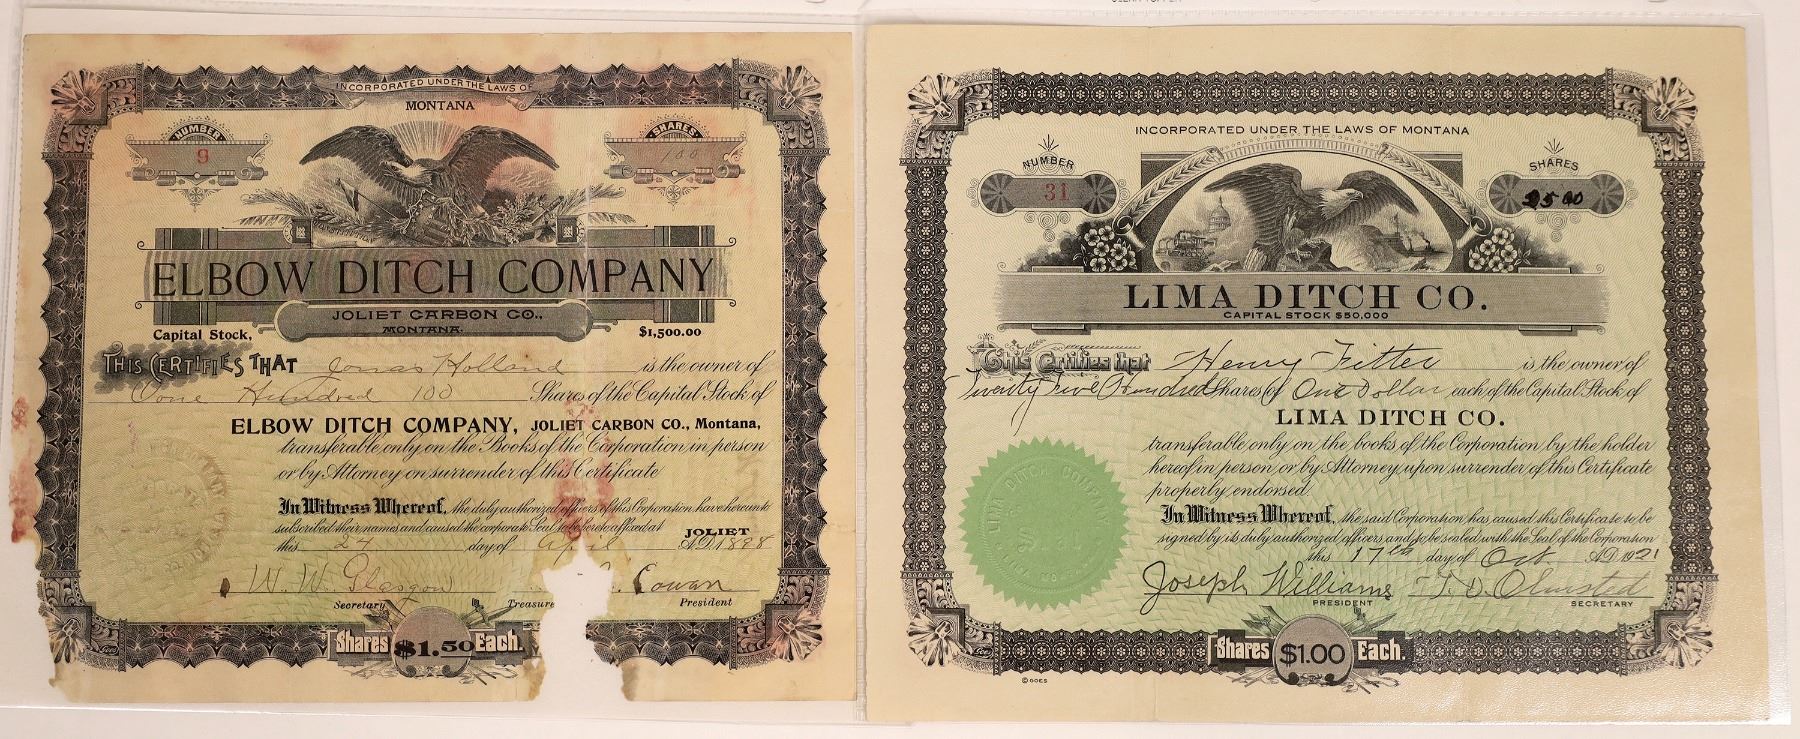 INCORPORATED UNDER THE LAWS OF
MONTANA
NUMBER
9
SHARES
100
ELBOW DITCH COMPANY
JOLIET CARBON CO.,
MONTANA.
Capital Stock,
$1,500.00
THIS CERTIFIES THAT Jonas Holland is the owner of
One Hundred 100 Shares of the Capital Stock of
ELBOW DITCH COMPANY, JOLIET CARBON CO., Montana,
transferable only on the Books of the Corporation in person
or by Attorney on surrender of this Certificate
In Witness Whereof, the duly authorized officers of this Corporation have hereunto
subscribed their names and caused the corporate Seal to be hereto affixed at JOLIET
this 24 day of April A.D. 1898
W. W. Glasgow Cowan
Secretary Treasure President
Shares $1.50 Each.
INCORPORATED UNDER THE LAWS OF MONTANA
NUMBER
31
SHARES
2500
LIMA DITCH CO.
CAPITAL STOCK $50,000
This Certifies that Henry Fitter is the owner of
Twenty Five Hundred Shares of One Dollar each of the Capital Stock of
LIMA DITCH CO.
transferable only on the books of the Corporation by the holder
hereof in person or by Attorney upon surrender of this Certificate
properly endorsed.
In Witness Whereof, the said Corporation has caused this Certificate to be
signed by its duly authorized officers and to be sealed with the Seal of the Corporation
this 17th day of Oct A.D. 1921
Joseph Williams T. D. Olmsted
PRESIDENT SECRETARY
LIMA DITCH COMPANY
SEAL
Shares $1.00 Each.
© GOES